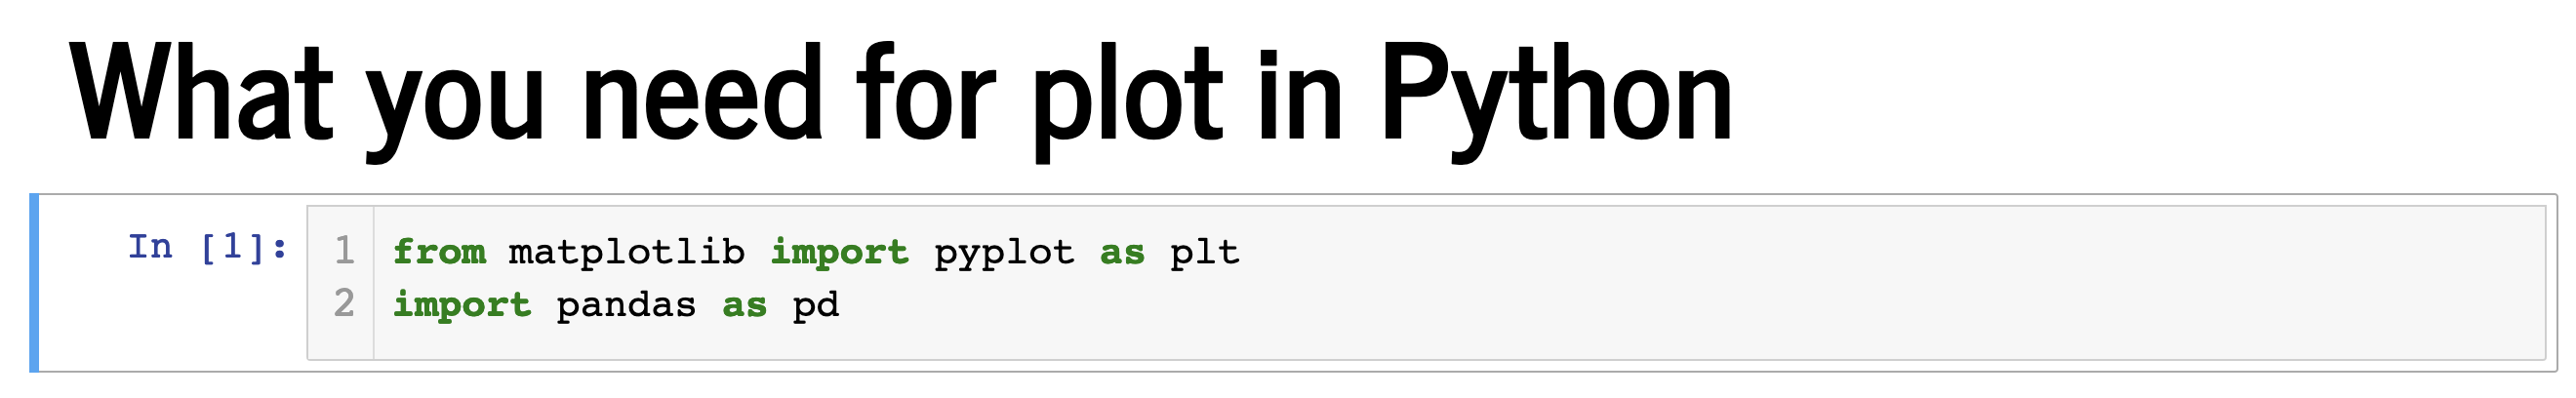 What you need for plot in Python
In [1]:
1 from matplotlib import pyplot as plt
2 import pandas as pd